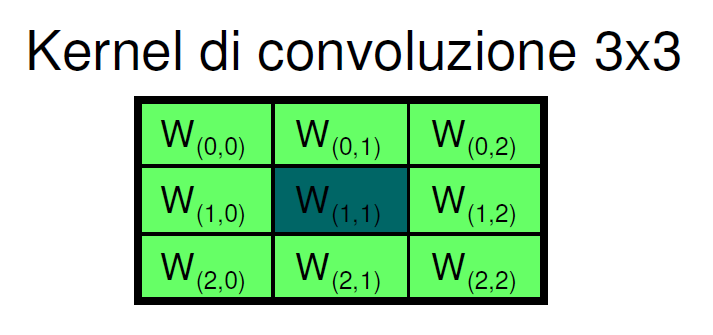 Kernel di convoluzione 3x3
W(0,0) W(0,1) W(0,2)
W(1,0) W(1,1) W(1,2)
W(2,0) W(2,1) W(2,2)